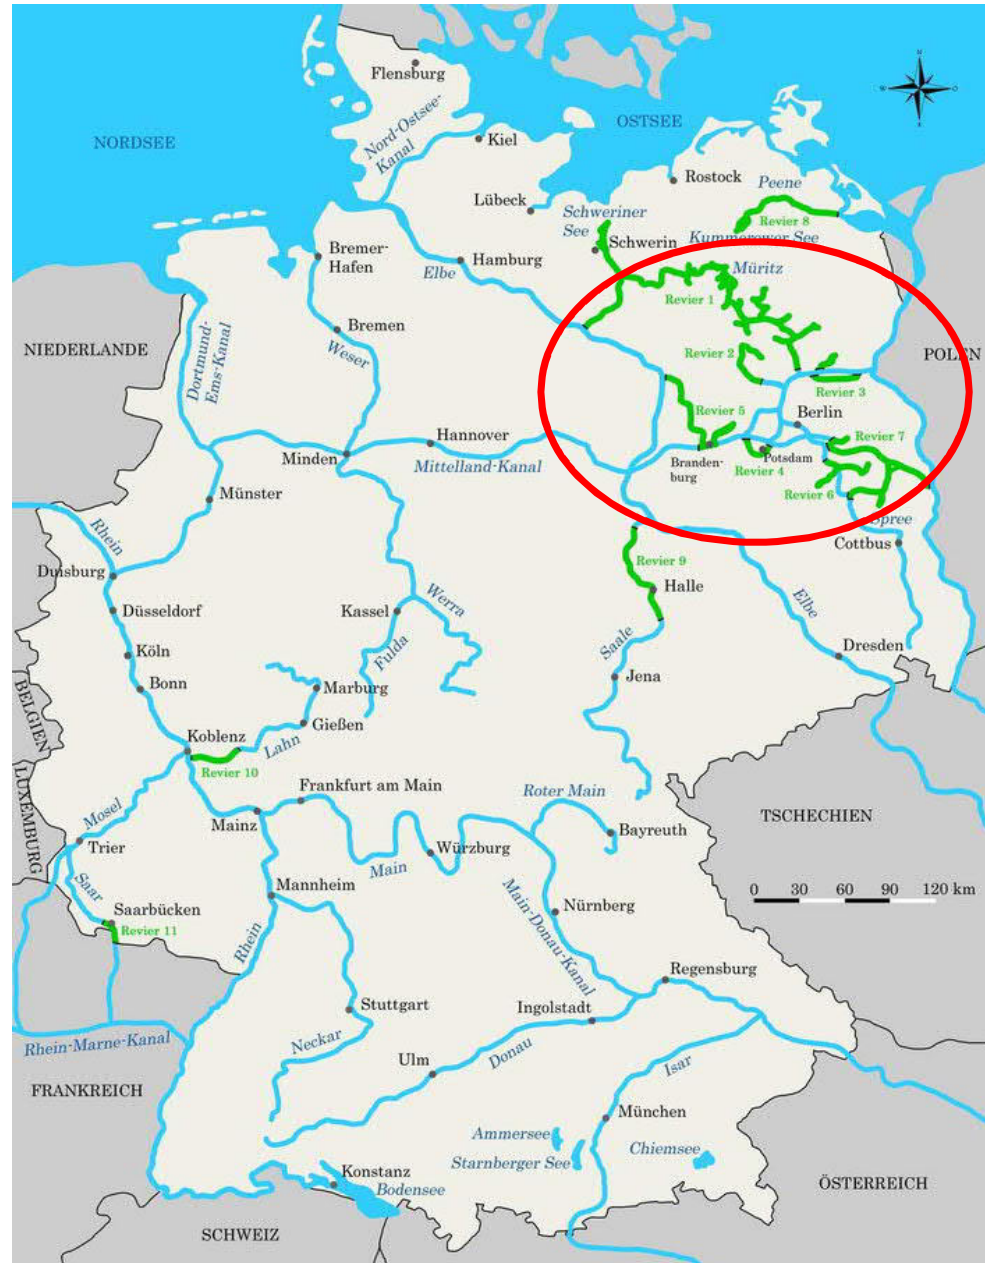 N
W
O
S
Flensburg
NORDSEE
OSTSEE
Nord-Ostsee-
Kanal
Kiel
Rostock
Peene
Lübeck
Schweriner
See
Revier 8
Kummerower See
Schwerin
Bremer-
Hafen
Elbe
Hamburg
Müritz
Revier 1
NIEDERLANDE
Dortmund-
Ems-Kanal
Bremen
Weser
Revier 2
POLEN
Revier 3
Revier 5
Berlin
Hannover
Revier 7
Minden
Mittelland-Kanal
Branden-
burg
Potsdam
Revier 4
Revier 6
Münster
Rhein
Spree
Cottbus
Duisburg
Revier 9
Halle
Düsseldorf
Kassel
Werra
Elbe
Köln
Fulda
Saale
Dresden
Bonn
Marburg
Jena
BELGIEN
Gießen
Koblenz
Lahn
LUXEMBURG
Revier 10
Frankfurt am Main
Roter Main
Mosel
Mainz
TSCHECHIEN
Trier
Bayreuth
Main
Würzburg
Saar
Mannheim
0 30 60 90 120 km
Saarbücken
Nürnberg
Revier 11
Rhein
Main-Donau-Kanal
Regensburg
Stuttgart
Ingolstadt
Rhein-Marne-Kanal
Neckar
Ulm
Donau
Isar
FRANKREICH
München
Ammersee
Chiemsee
Starnberger See
Konstanz
Bodensee
ÖSTERREICH
SCHWEIZ